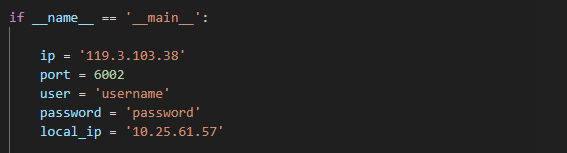 if __name__ == '__main__':
ip = '119.3.103.38'
port = 6002
user = 'username'
password = 'password'
local_ip = '10.25.61.57'